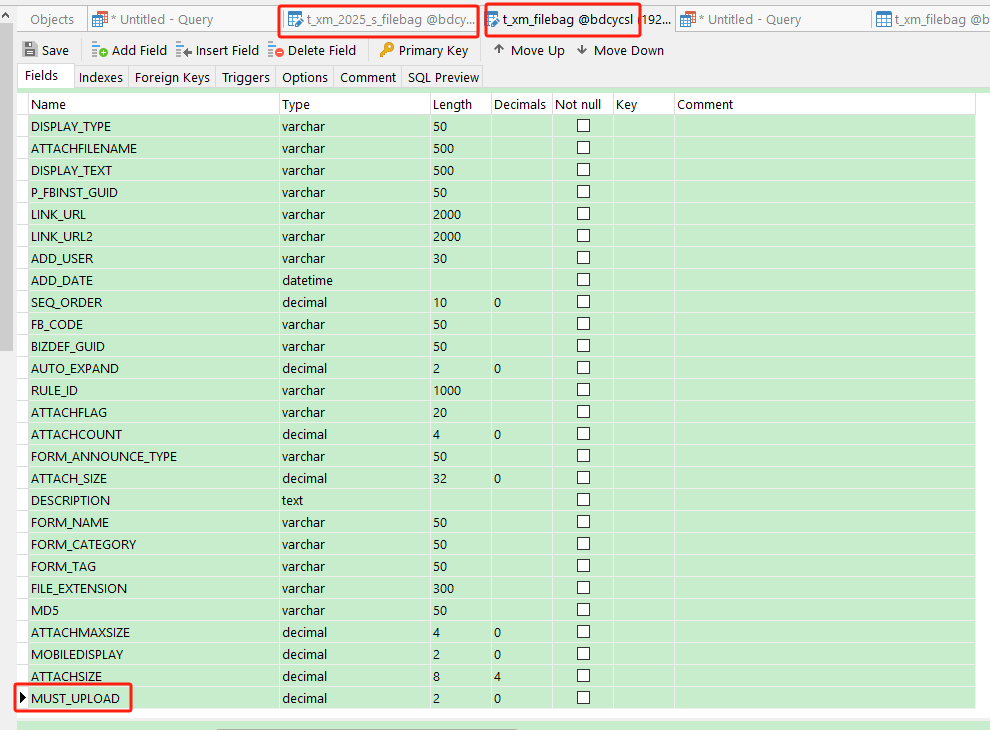 Objects * Untitled - Query t_xm_2025_s_filebag @bdcy... t_xm_filebag @bdcycsl (192... * Untitled - Query t_xm_filebag @b
Save Add Field Insert Field Delete Field Primary Key Move Up Move Down
Fields Indexes Foreign Keys Triggers Options Comment SQL Preview
Name Type Length Decimals Not null Key Comment
DISPLAY_TYPE varchar 50
ATTACHFILENAME varchar 500
DISPLAY_TEXT varchar 500
P_FBINST_GUID varchar 50
LINK_URL varchar 2000
LINK_URL2 varchar 2000
ADD_USER varchar 30
ADD_DATE datetime
SEQ_ORDER decimal 10 0
FB_CODE varchar 50
BIZDEF_GUID varchar 50
AUTO_EXPAND decimal 2 0
RULE_ID varchar 1000
ATTACHFLAG varchar 20
ATTACHCOUNT decimal 4 0
FORM_ANNOUNCE_TYPE varchar 50
ATTACH_SIZE decimal 32 0
DESCRIPTION text
FORM_NAME varchar 50
FORM_CATEGORY varchar 50
FORM_TAG varchar 50
FILE_EXTENSION varchar 300
MD5 varchar 50
ATTACHMAXSIZE decimal 4 0
MOBILEDISPLAY decimal 2 0
ATTACHSIZE decimal 8 4
MUST_UPLOAD decimal 2 0